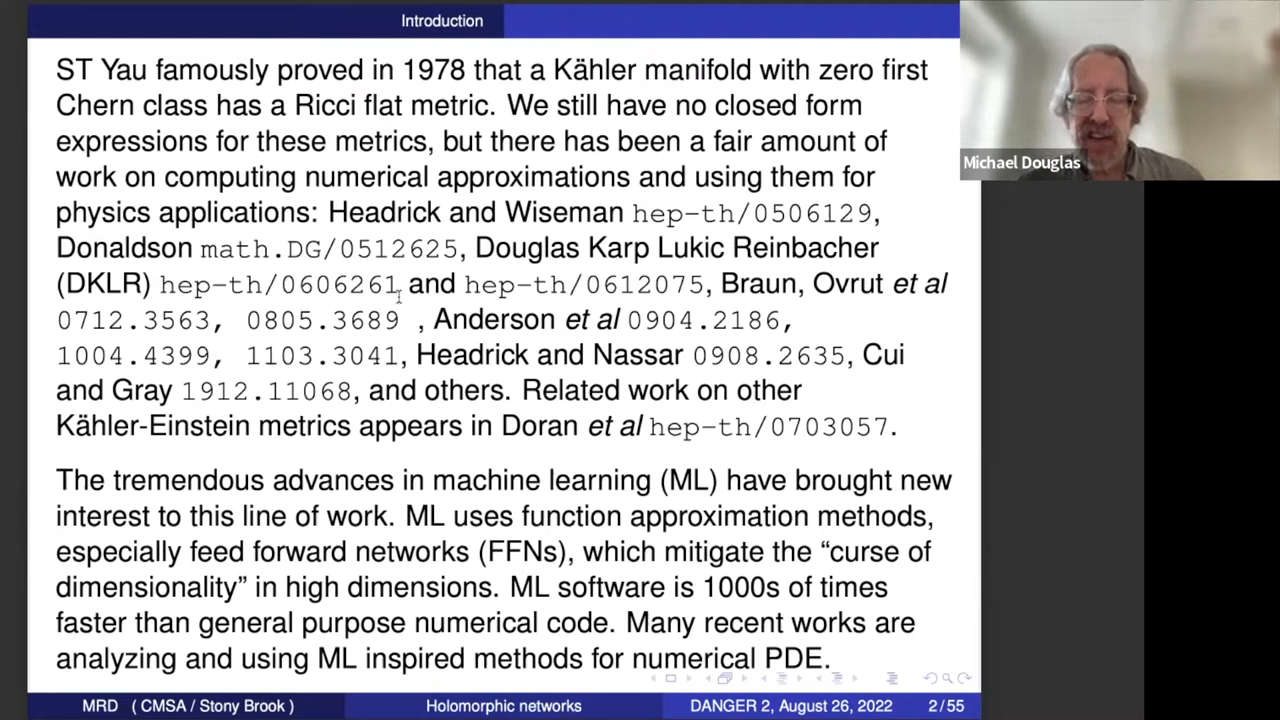 Introduction
ST Yau famously proved in 1978 that a Kähler manifold with zero first
Chern class has a Ricci flat metric. We still have no closed form
expressions for these metrics, but there has been a fair amount of
work on computing numerical approximations and using them for
physics applications: Headrick and Wiseman hep-th/0506129,
Donaldson math.DG/0512625, Douglas Karp Lukic Reinbacher
(DKLR) hep-th/0606261 and hep-th/0612075, Braun, Ovrut et al
0712.3563, 0805.3689 , Anderson et al 0904.2186,
1004.4399, 1103.3041, Headrick and Nassar 0908.2635, Cui
and Gray 1912.11068, and others. Related work on other
Kähler-Einstein metrics appears in Doran et al hep-th/0703057.
The tremendous advances in machine learning (ML) have brought new
interest to this line of work. ML uses function approximation methods,
especially feed forward networks (FFNs), which mitigate the “curse of
dimensionality” in high dimensions. ML software is 1000s of times
faster than general purpose numerical code. Many recent works are
analyzing and using ML inspired methods for numerical PDE.
MRD ( CMSA / Stony Brook ) Holomorphic networks DANGER 2, August 26, 2022 2/55
Michael Douglas